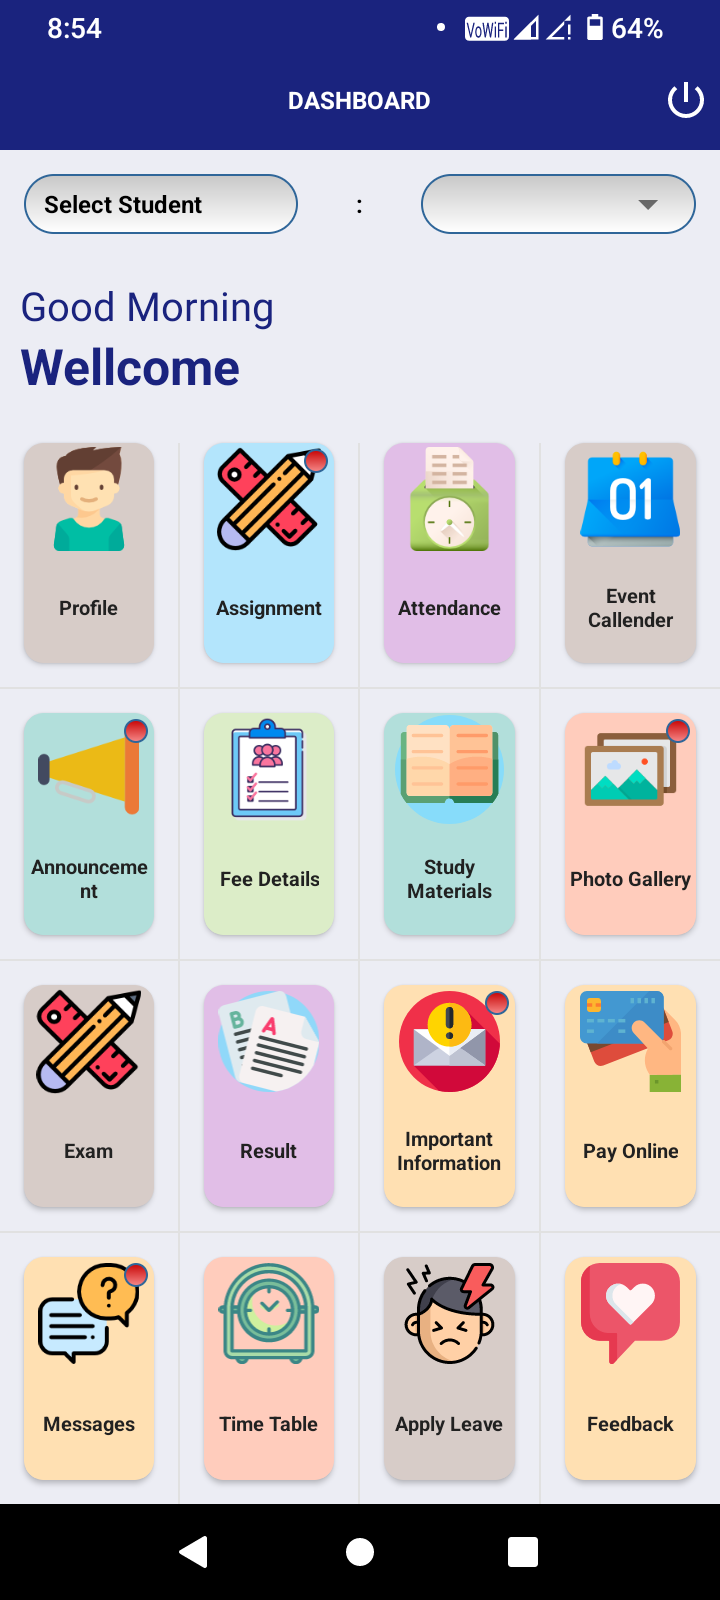 8:54
VoWiFi
64%
DASHBOARD
Select Student
:
Good Morning
Wellcome
01
Profile
Assignment
Attendance
Event
Callender
Announceme
nt
Fee Details
Study
Materials
Photo Gallery
B
A
Exam
Result
Important
Information
Pay Online
?
Messages
Time Table
Apply Leave
Feedback